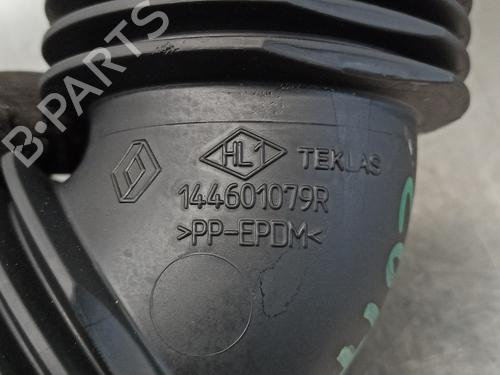 B-PARTS
HL1 TEKLAS
144601079R
>PP-EPDM<